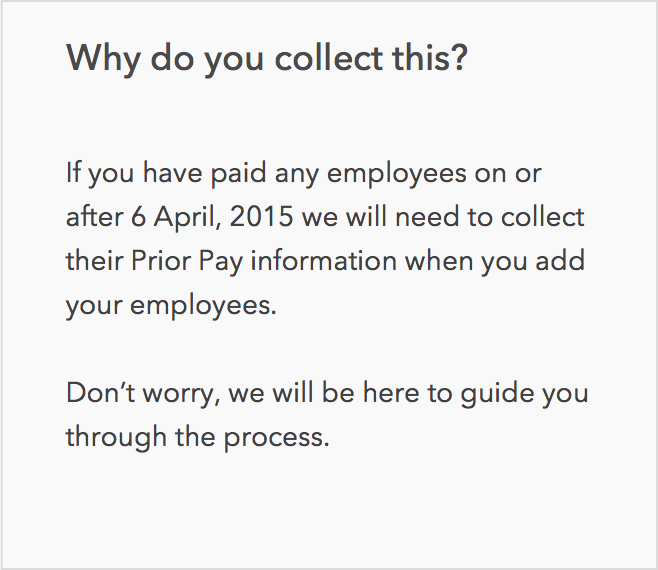 Why do you collect this?
If you have paid any employees on or
after 6 April, 2015 we will need to collect
their Prior Pay information when you add
your employees.
Don’t worry, we will be here to guide you
through the process.